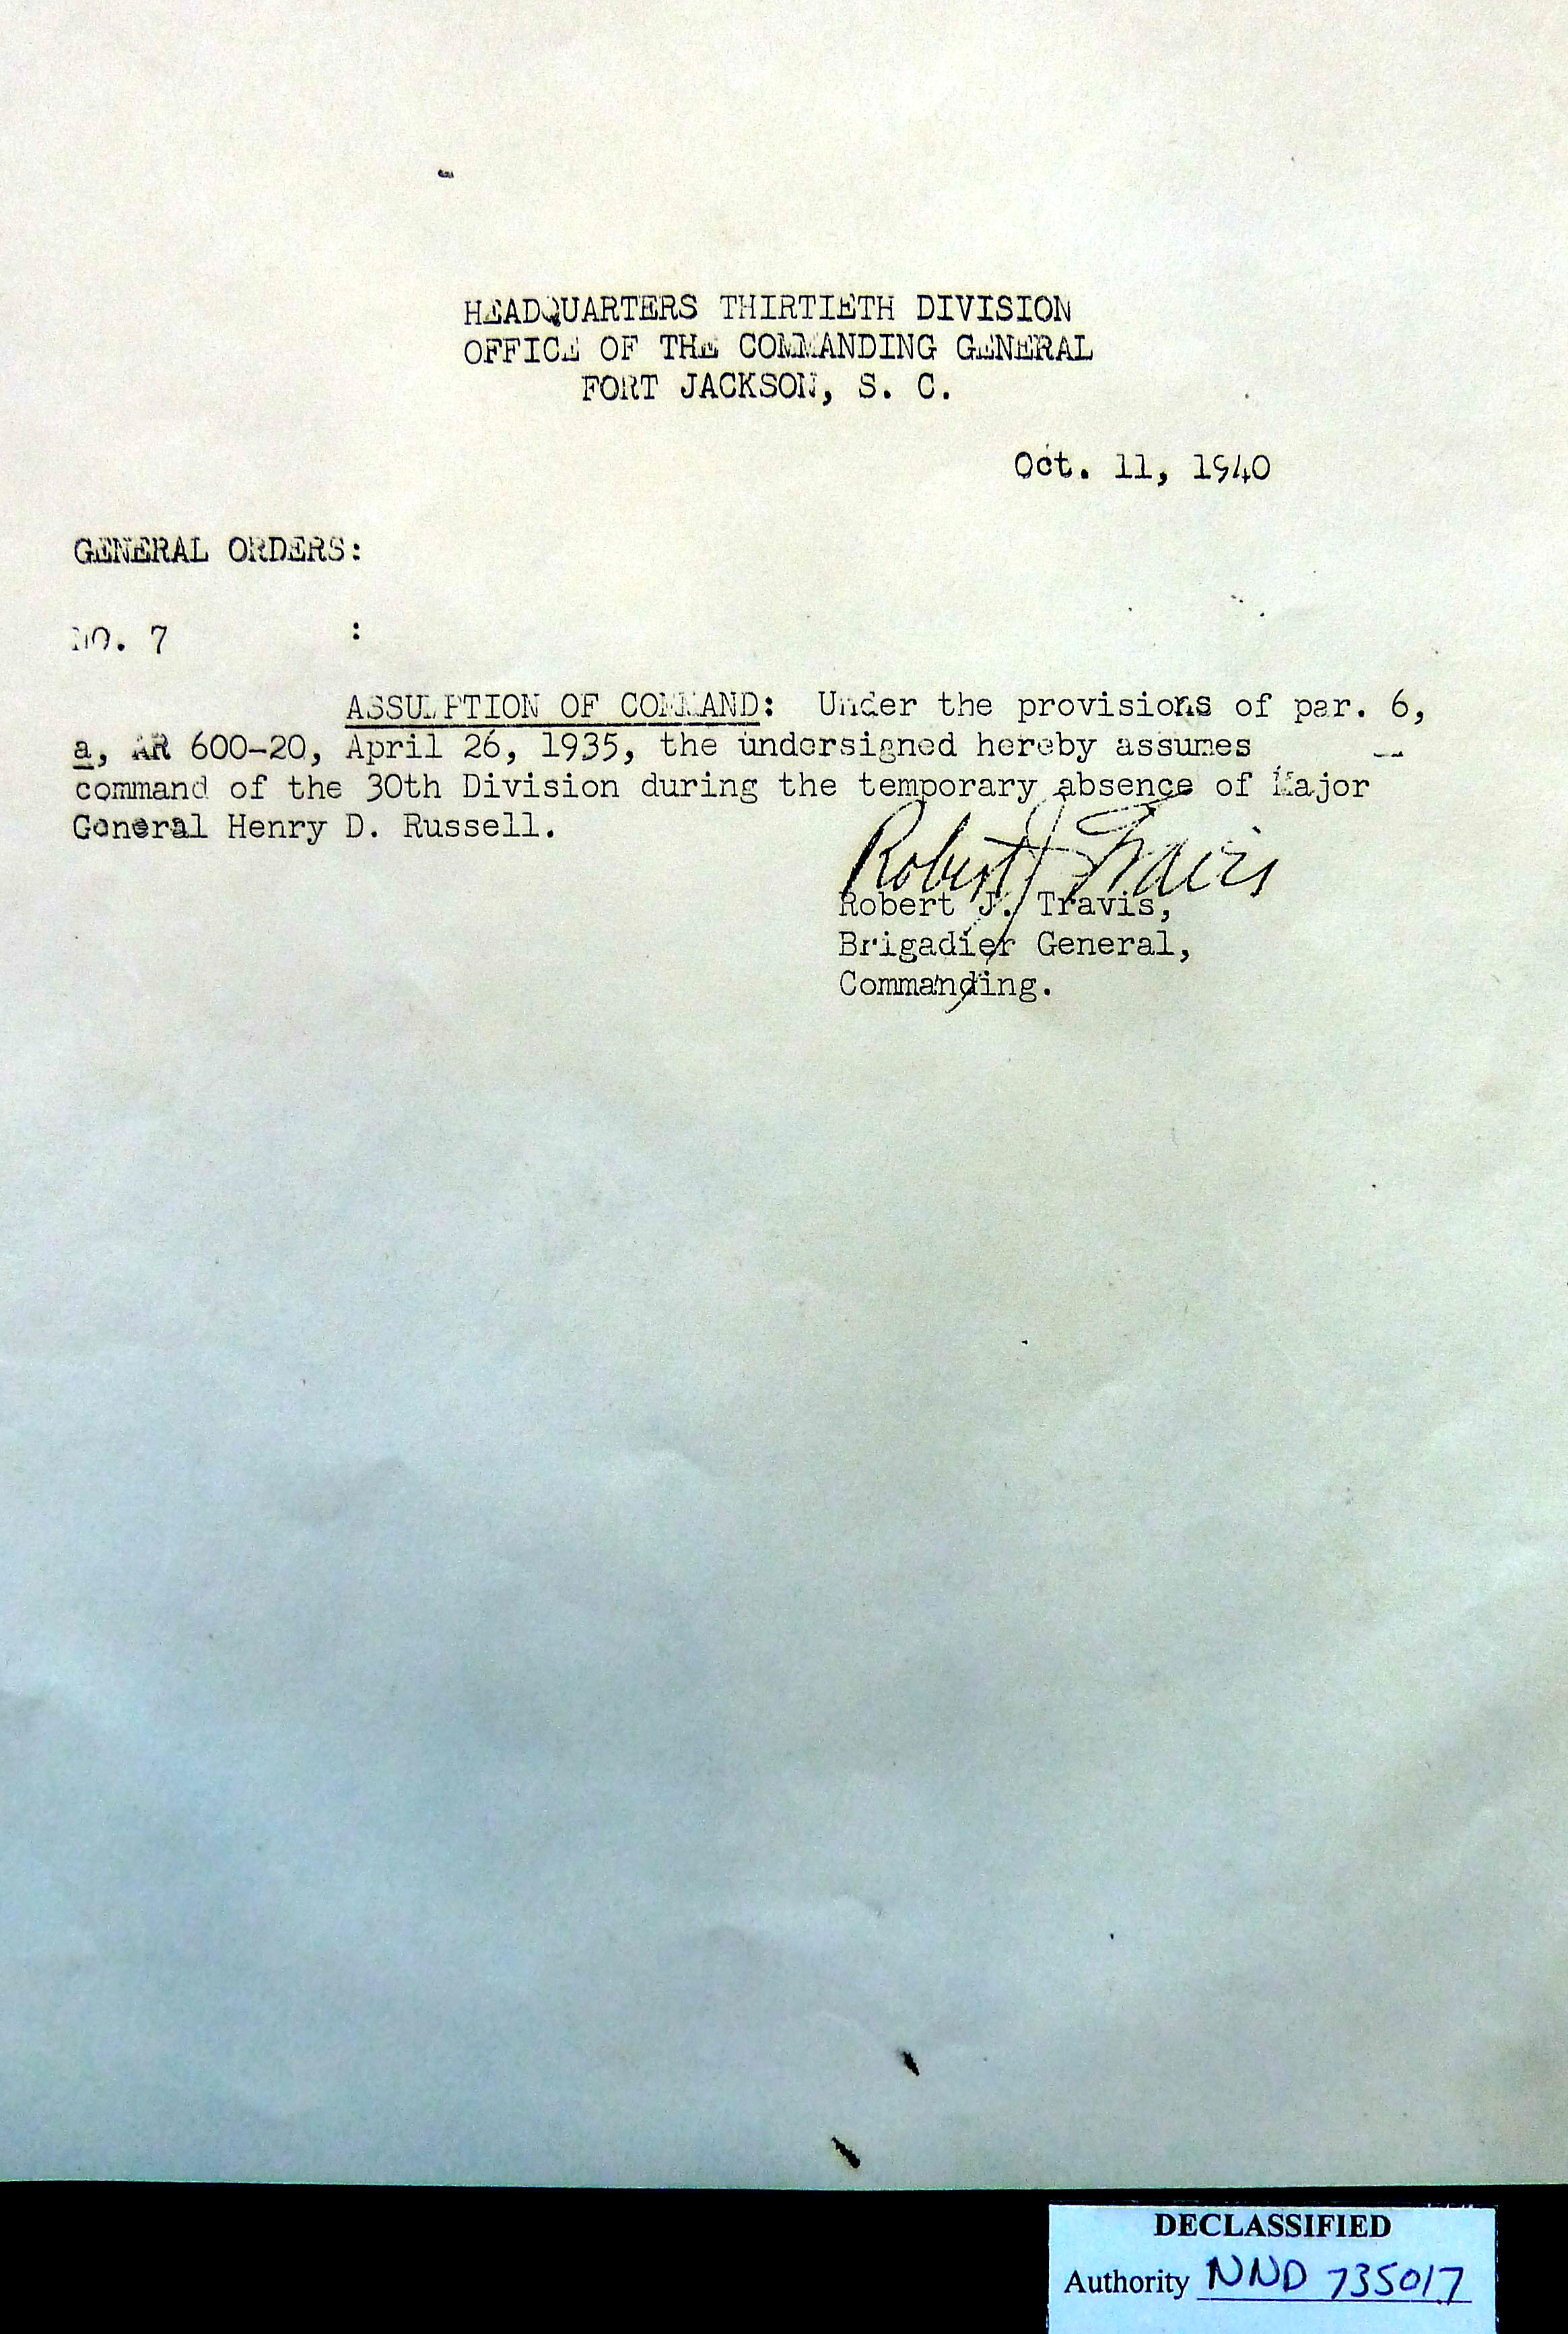 HEADQUARTERS THIRTIETH DIVISION
OFFICE OF THE COMMANDING GENERAL
FORT JACKSON, S. C.
Oct. 11, 1940
GENERAL ORDERS:
NO. 7 :
ASSUMPTION OF COMMAND: Under the provisions of par. 6,
a, AR 600-20, April 26, 1935, the undersigned hereby assumes
command of the 30th Division during the temporary absence of Major
General Henry D. Russell.
Robert J Travis
Robert J. Travis,
Brigadier General,
Commanding.
DECLASSIFIED
Authority NND 735017